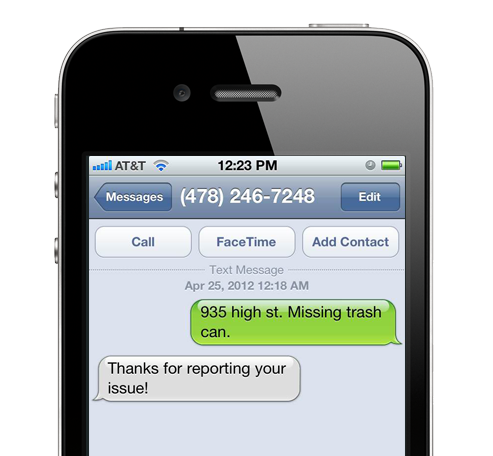 AT&T 12:23 PM
Messages (478) 246-7248 Edit
Call FaceTime Add Contact
Text Message
Apr 25, 2012 12:18 AM
935 high st. Missing trash
can.
Thanks for reporting your
issue!